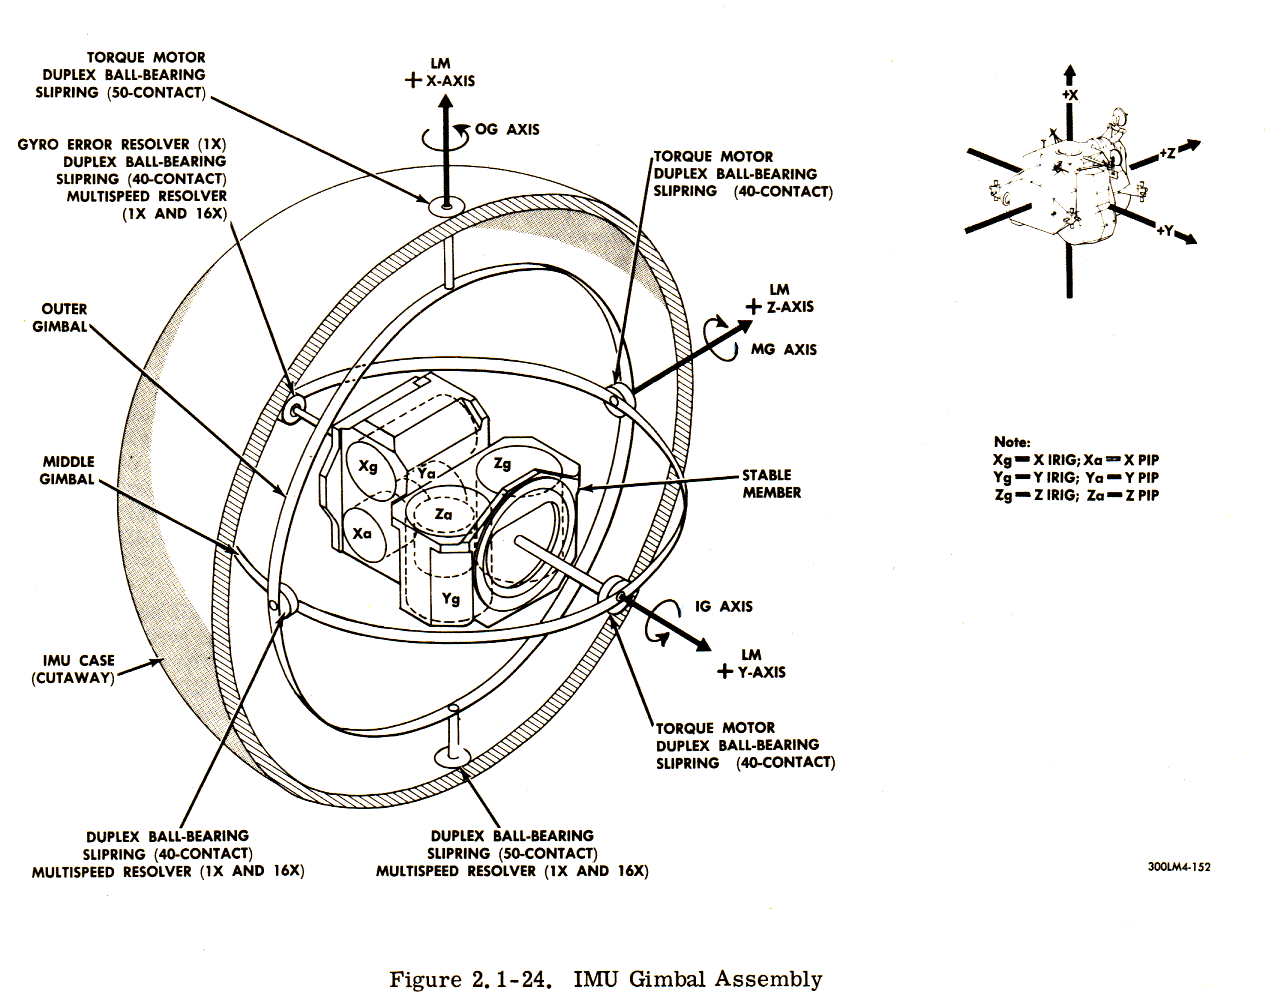 TORQUE MOTOR
DUPLEX BALL-BEARING
SLIPRING (50-CONTACT)
LM
+ X-AXIS
OG AXIS
GYRO ERROR RESOLVER (1X)
DUPLEX BALL-BEARING
SLIPRING (40-CONTACT)
MULTISPEED RESOLVER
(1X AND 16X)
TORQUE MOTOR
DUPLEX BALL-BEARING
SLIPRING (40-CONTACT)
+X
+Z
+Y
OUTER
GIMBAL
LM
+ Z-AXIS
MG AXIS
MIDDLE
GIMBAL
Xg
Ya
Zg
Za
Xa
Yg
STABLE
MEMBER
Note:
Xg = X IRIG; Xa = X PIP
Yg = Y IRIG; Ya = Y PIP
Zg = Z IRIG; Za = Z PIP
IG AXIS
LM
+ Y-AXIS
IMU CASE
(CUTAWAY)
TORQUE MOTOR
DUPLEX BALL-BEARING
SLIPRING (40-CONTACT)
DUPLEX BALL-BEARING
SLIPRING (40-CONTACT)
MULTISPEED RESOLVER (1X AND 16X)
DUPLEX BALL-BEARING
SLIPRING (50-CONTACT)
MULTISPEED RESOLVER (1X AND 16X)
300LM4-152
Figure 2.1-24. IMU Gimbal Assembly